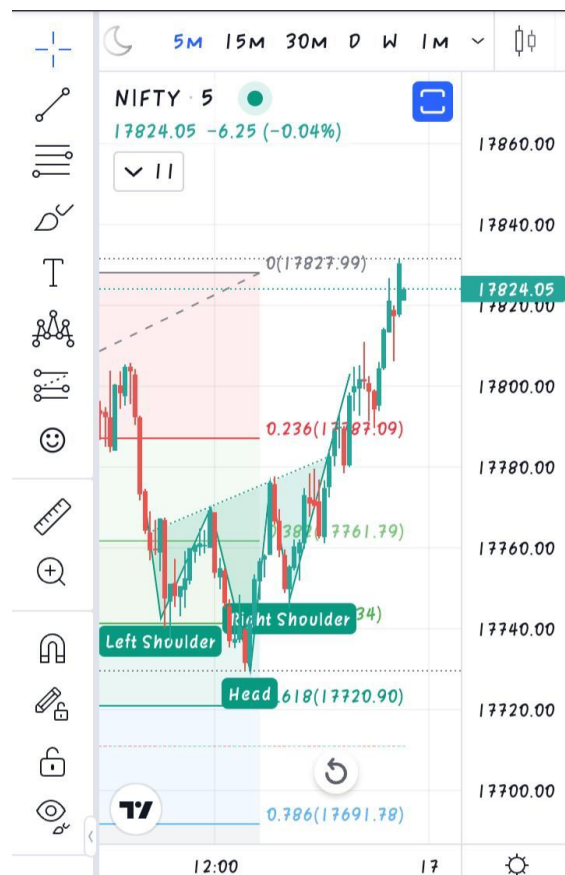 5M 15M 30M D W 1M
NIFTY · 5
17824.05 -6.25 (-0.04%)
11
17860.00
17840.00
0(17827.99)
17824.05
17820.00
17800.00
0.236(17787.09)
17780.00
0.382(17761.79)
17760.00
34)
Right Shoulder
17740.00
Left Shoulder
Head
.618(17720.90)
17720.00
17700.00
0.786(17691.78)
12:00 17
T